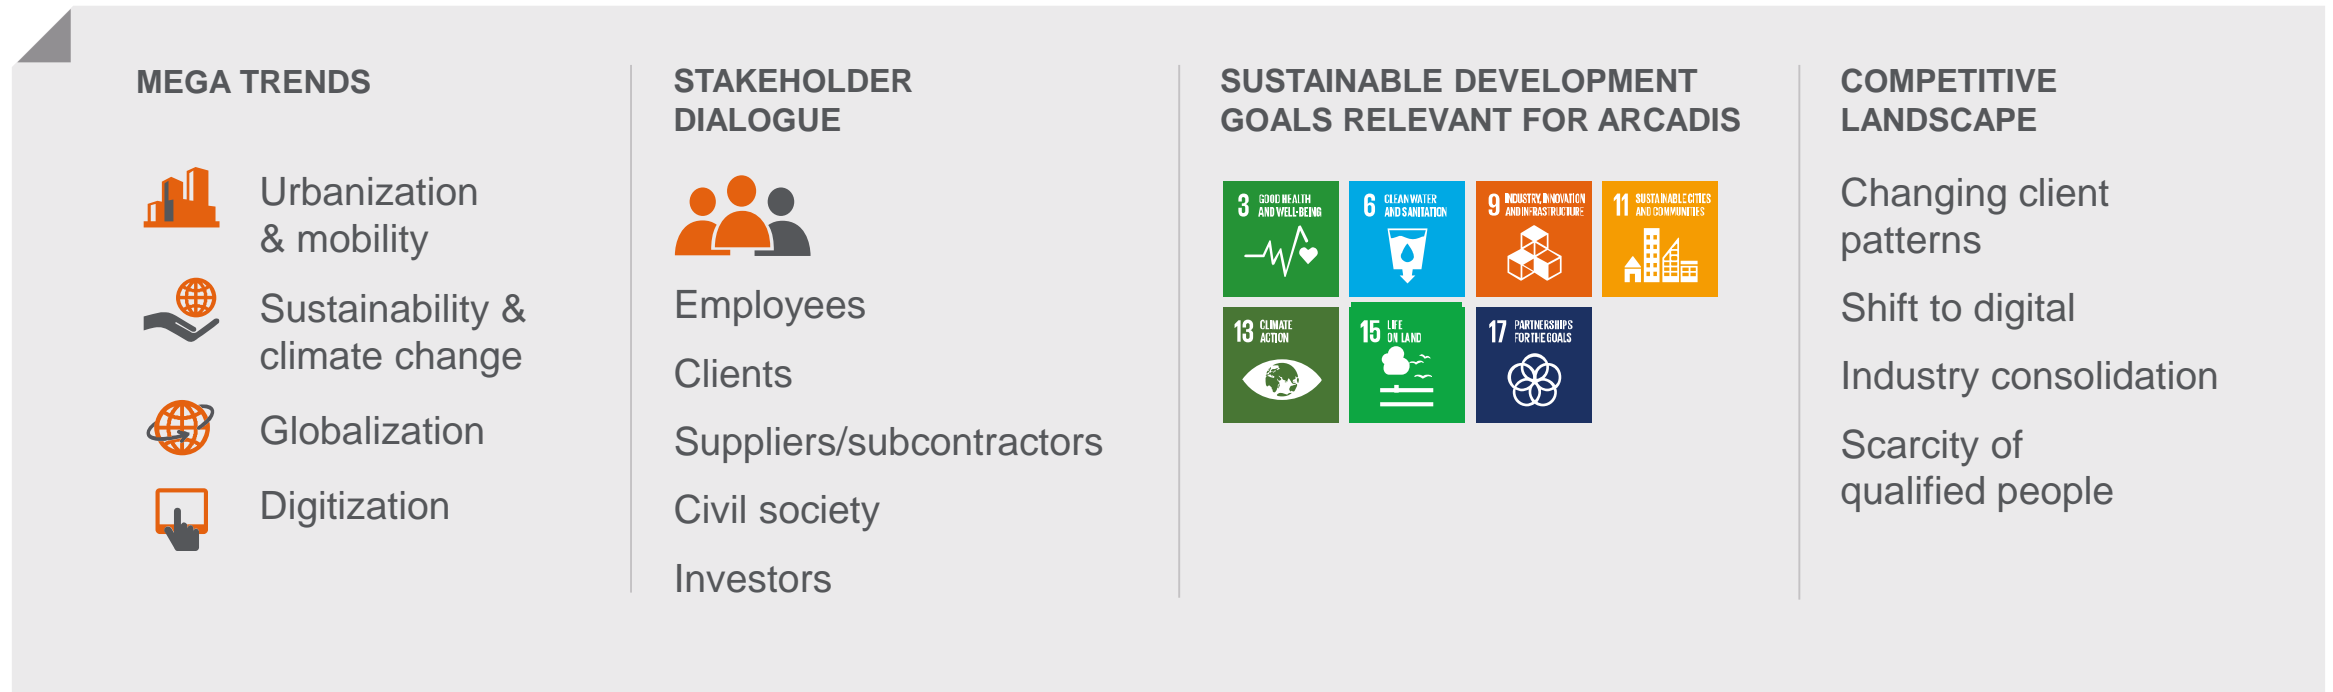 MEGA TRENDS
Urbanization
& mobility
Sustainability &
climate change
Globalization
Digitization
STAKEHOLDER
DIALOGUE
Employees
Clients
Suppliers/subcontractors
Civil society
Investors
SUSTAINABLE DEVELOPMENT
GOALS RELEVANT FOR ARCADIS
3 GOOD HEALTH
AND WELL-BEING
6 CLEAN WATER
AND SANITATION
9 INDUSTRY, INNOVATION
AND INFRASTRUCTURE
11 SUSTAINABLE CITIES
AND COMMUNITIES
13 CLIMATE
ACTION
15 LIFE
ON LAND
17 PARTNERSHIPS
FOR THE GOALS
COMPETITIVE
LANDSCAPE
Changing client
patterns
Shift to digital
Industry consolidation
Scarcity of
qualified people